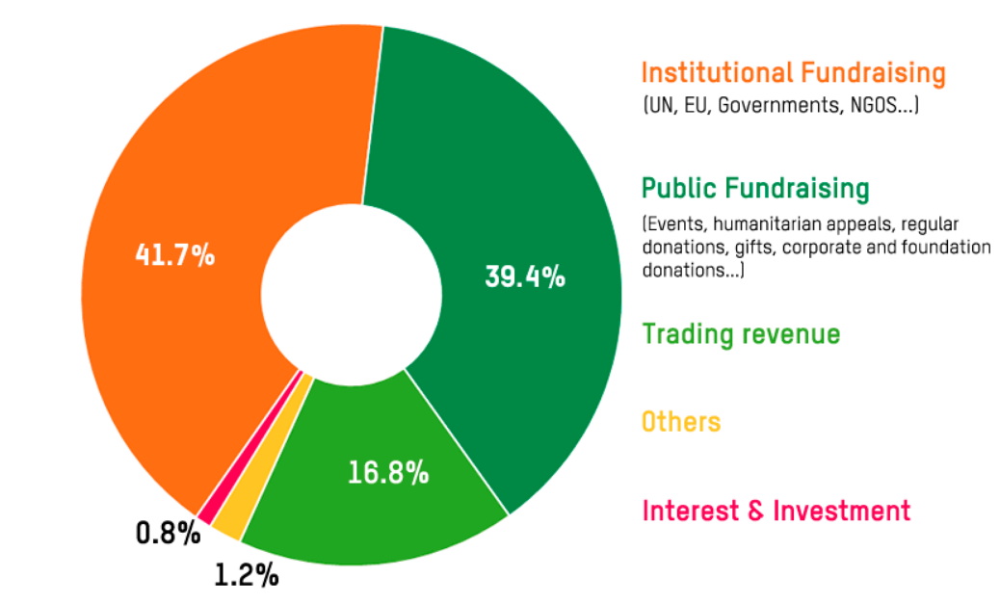 Institutional Fundraising
(UN, EU, Governments, NGOS...)
Public Fundraising
(Events, humanitarian appeals, regular
donations, gifts, corporate and foundation
donations...)
Trading revenue
Others
Interest & Investment
41.7%
39.4%
16.8%
0.8%
1.2%